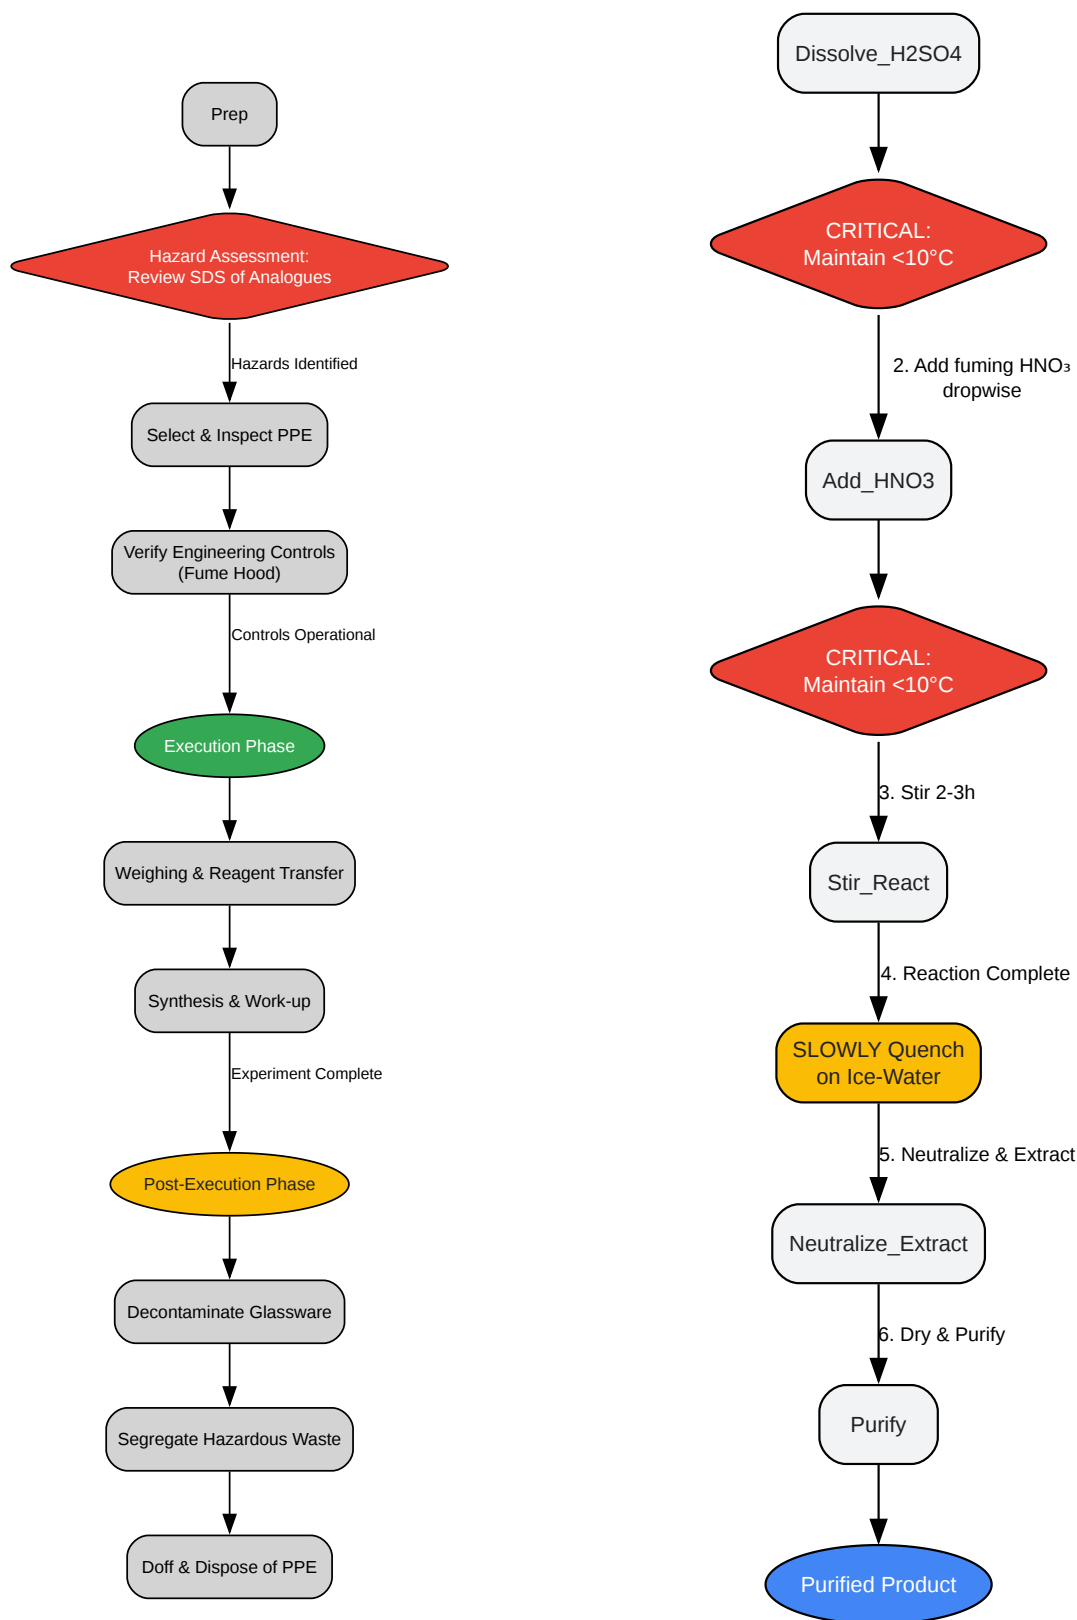 Prep
Hazard Assessment:
Review SDS of Analogues
Hazards Identified
Select & Inspect PPE
Verify Engineering Controls
(Fume Hood)
Controls Operational
Execution Phase
Weighing & Reagent Transfer
Synthesis & Work-up
Experiment Complete
Post-Execution Phase
Decontaminate Glassware
Segregate Hazardous Waste
Doff & Dispose of PPE
Dissolve_H2SO4
CRITICAL:
Maintain <10°C
2. Add fuming HNO₃
dropwise
Add_HNO3
CRITICAL:
Maintain <10°C
3. Stir 2-3h
Stir_React
4. Reaction Complete
SLOWLY Quench
on Ice-Water
5. Neutralize & Extract
Neutralize_Extract
6. Dry & Purify
Purify
Purified Product